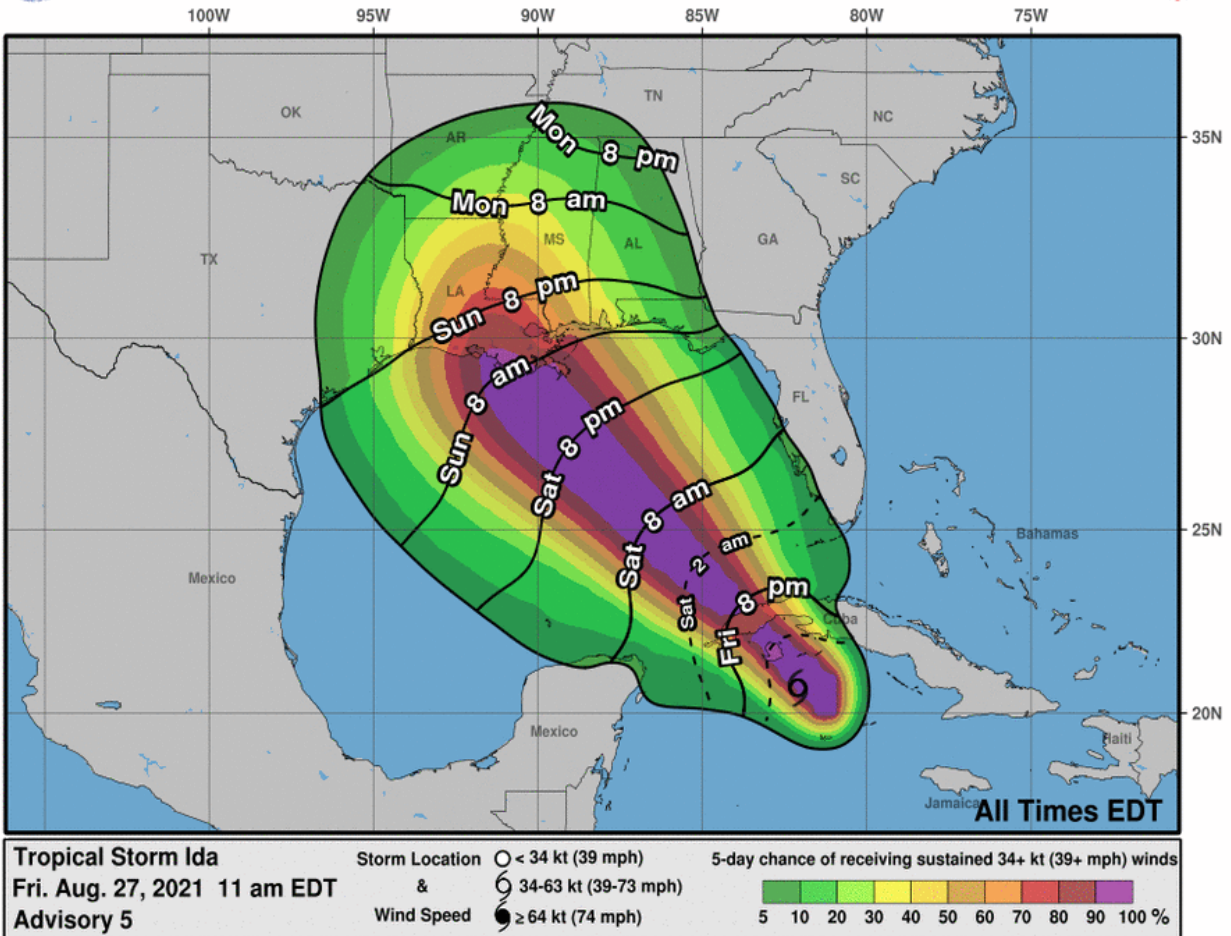 100W 95W 90W 85W 80W 75W
TN
OK
NC
AR
35N
Mon 8 pm
SC
Mon 8 am
MS
AL
GA
TX
LA
Sun 8 pm
30N
Sun 8 am
FL
Sat 8 pm
Sat 8 am
25N
Bahamas
Sat 2 am
Mexico
Fri 8 pm
Cuba
20N
Mexico
Haiti
Jamaica
All Times EDT
Tropical Storm Ida
Fri. Aug. 27, 2021 11 am EDT
Advisory 5
Storm Location
&
Wind Speed
< 34 kt (39 mph)
34-63 kt (39-73 mph)
≥ 64 kt (74 mph)
5-day chance of receiving sustained 34+ kt (39+ mph) winds
5 10 20 30 40 50 60 70 80 90 100 %